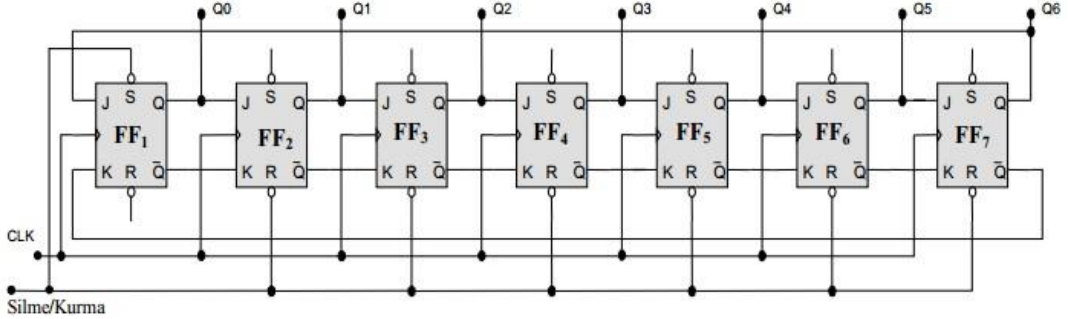 Q0 Q1 Q2 Q3 Q4 Q5 Q6
J S Q J S Q J S Q J S Q J S Q J S Q J S Q
FF₁ FF₂ FF₃ FF₄ FF₅ FF₆ FF₇
K R Q̅ K R Q̅ K R Q̅ K R Q̅ K R Q̅ K R Q̅ K R Q̅
CLK
Silme/Kurma